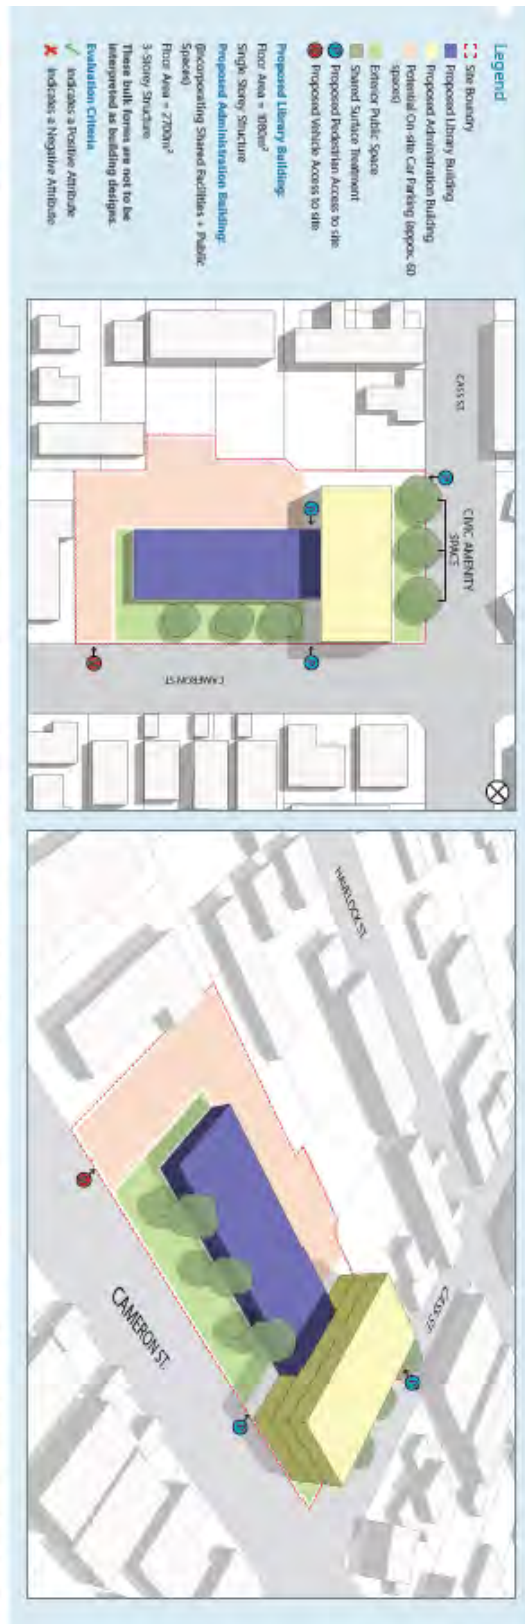 Legend
Site Boundry
Proposed Library Building
Proposed Administration Building
Potential On-site Car Parking (approx. 60
spaces)
Exterior Public Space
Shared Surface Treatment
Proposed Pedestrian Access to site
Proposed Vehicle Access to site
Proposed Library Building:
Floor Area = 1080m²
Single Storey Structure
Proposed Administration Building:
(Incorporating Shared Facilities + Public
Spaces)
Floor Area = 2700m²
3-Storey Structure
These bulk forms are not to be
interpreted as building designs.
Evaluation Criteria
Indicates a Positive Attribute
Indicates a Negative Attribute
CASS ST.
CIVIC AMENITY
SPACE
CAMERON ST.
HAVELOCK ST.
CASS ST.
CAMERON ST.